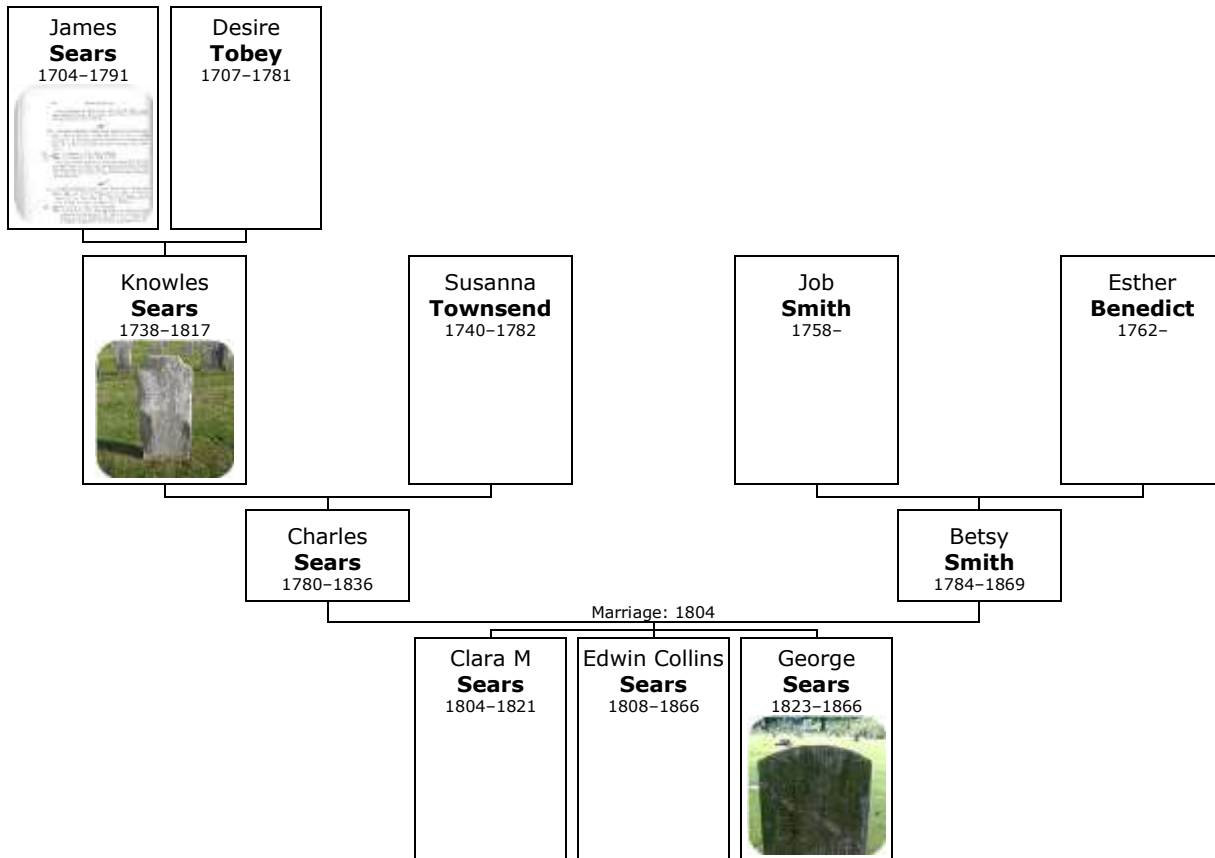 James
Sears
1704–1791
Desire
Tobey
1707–1781
Knowles
Sears
1738–1817
Susanna
Townsend
1740–1782
Job
Smith
1758–
Esther
Benedict
1762–
Charles
Sears
1780–1836
Betsy
Smith
1784–1869
Marriage: 1804
Clara M
Sears
1804–1821
Edwin Collins
Sears
1808–1866
George
Sears
1823–1866